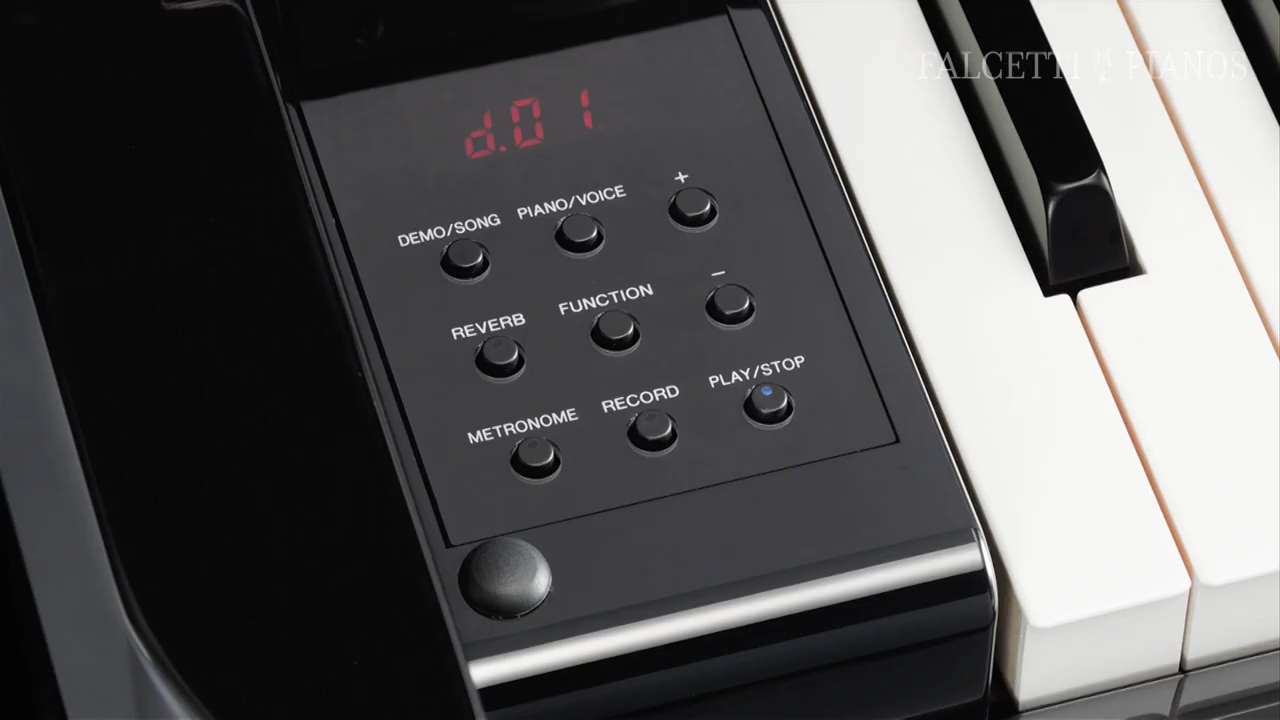 FALCETTI PIANOS
d.01
DEMO/SONG PIANO/VOICE +
REVERB FUNCTION −
METRONOME RECORD PLAY/STOP